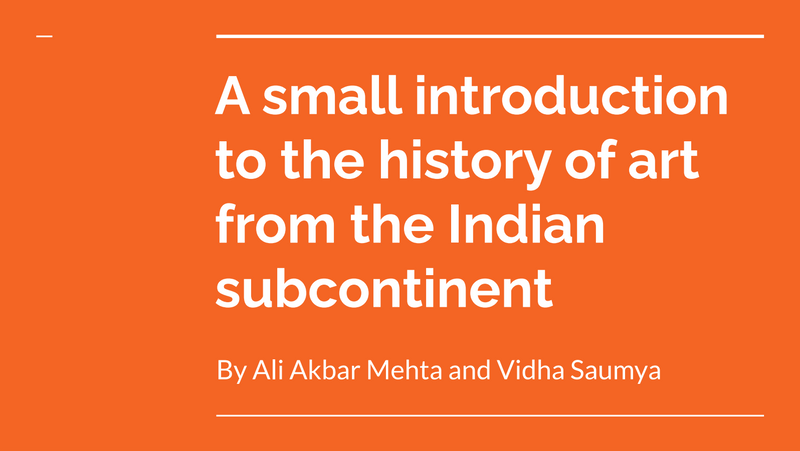 A small introduction
to the history of art
from the Indian
subcontinent
By Ali Akbar Mehta and Vidha Saumya